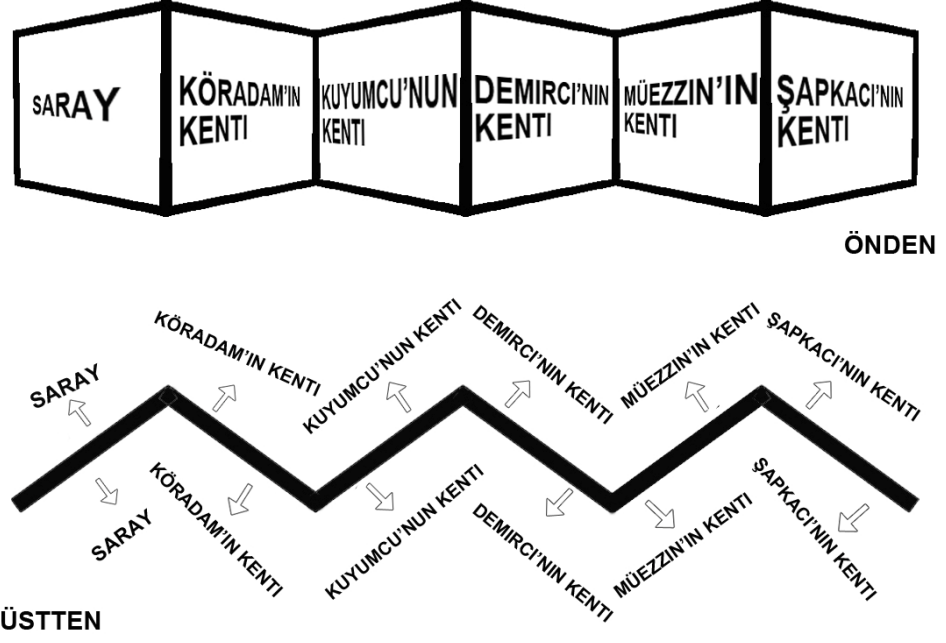 SARAY
KÖRADAM'IN
KENTI
KUYUMCU'NUN
KENTI
DEMIRCI'NIN
KENTI
MÜEZZIN'IN
KENTI
ŞAPKACI'NIN
KENTI
ÖNDEN
SARAY
KÖRADAM'IN KENTI
KUYUMCU'NUN KENTI
DEMIRCI'NIN KENTI
MÜEZZIN'IN KENTI
ŞAPKACI'NIN KENTI
SARAY
KÖRADAM'IN KENTI
KUYUMCU'NUN KENTI
DEMIRCI'NIN KENTI
MÜEZZIN'IN KENTI
ŞAPKACI'NIN KENTI
ÜSTTEN